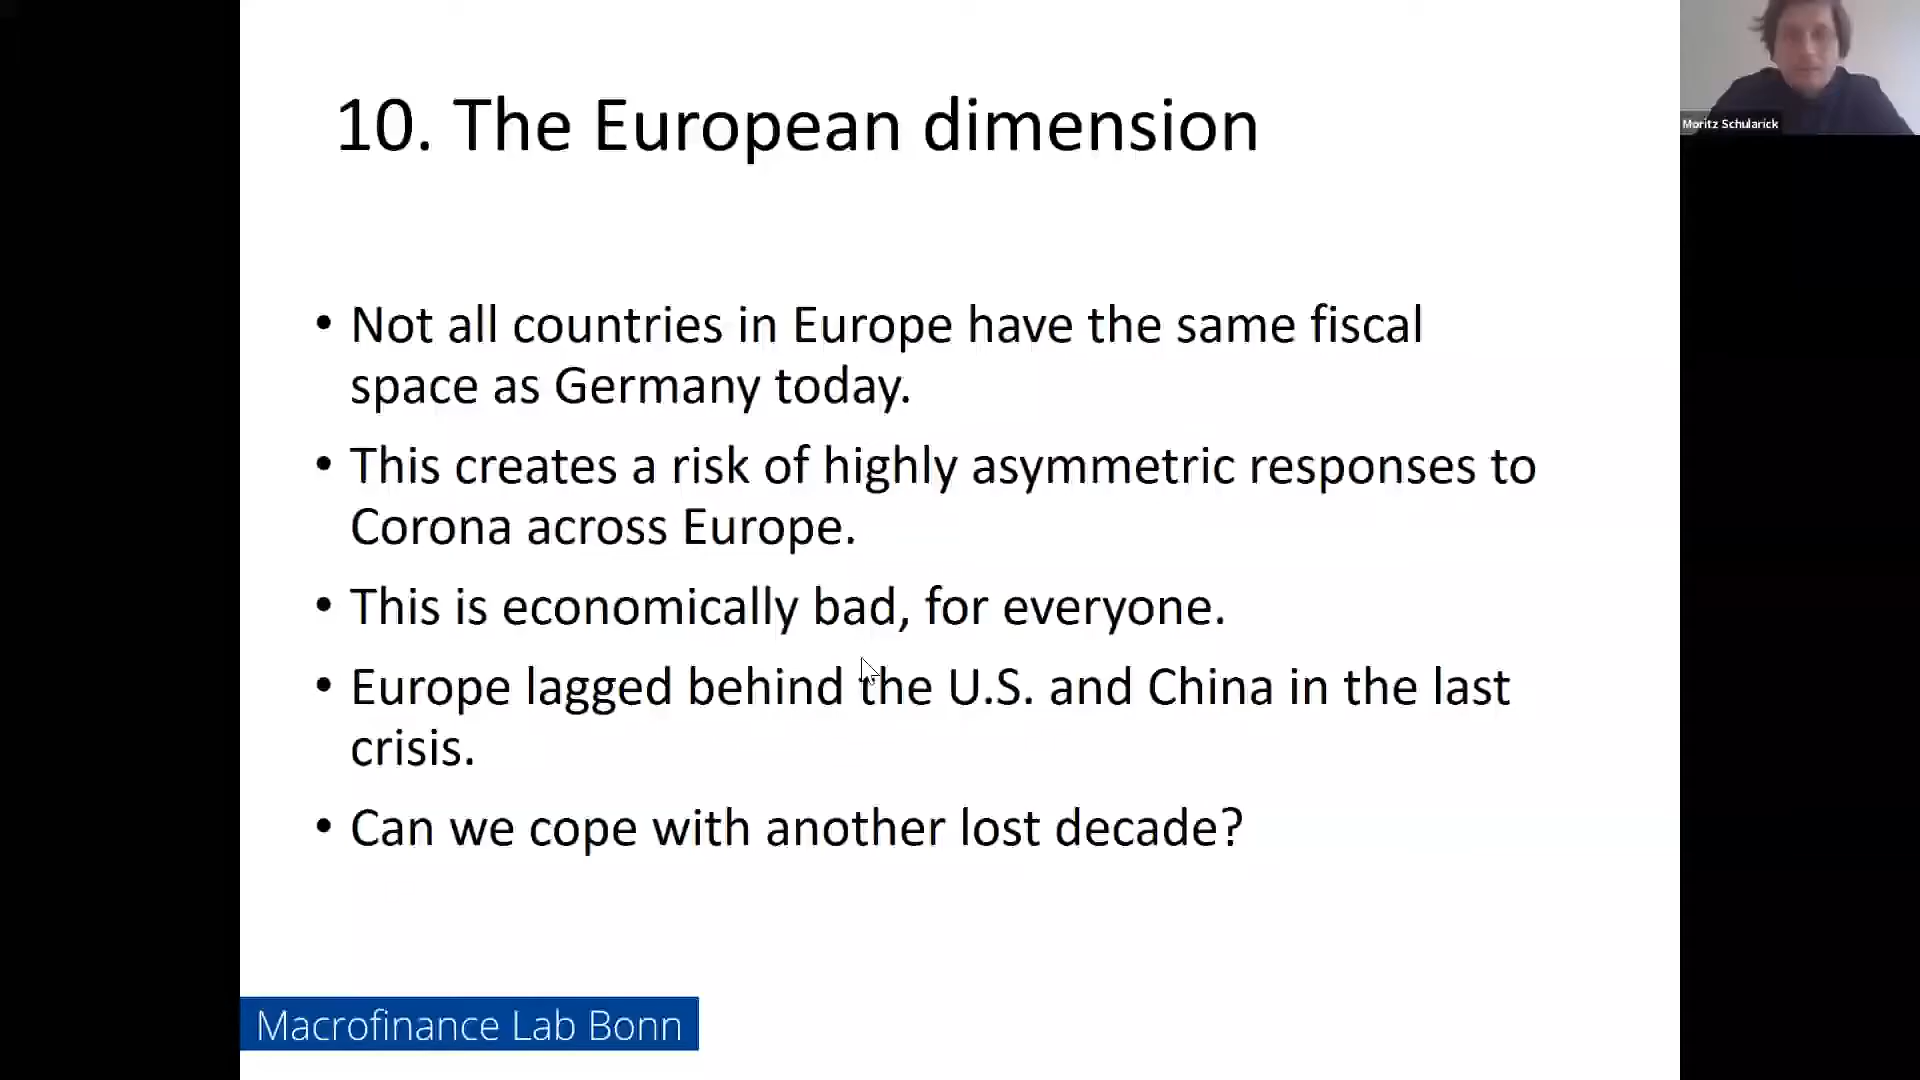 10. The European dimension
Moritz Schularick
• Not all countries in Europe have the same fiscal
space as Germany today.
• This creates a risk of highly asymmetric responses to
Corona across Europe.
• This is economically bad, for everyone.
• Europe lagged behind the U.S. and China in the last
crisis.
• Can we cope with another lost decade?
Macrofinance Lab Bonn